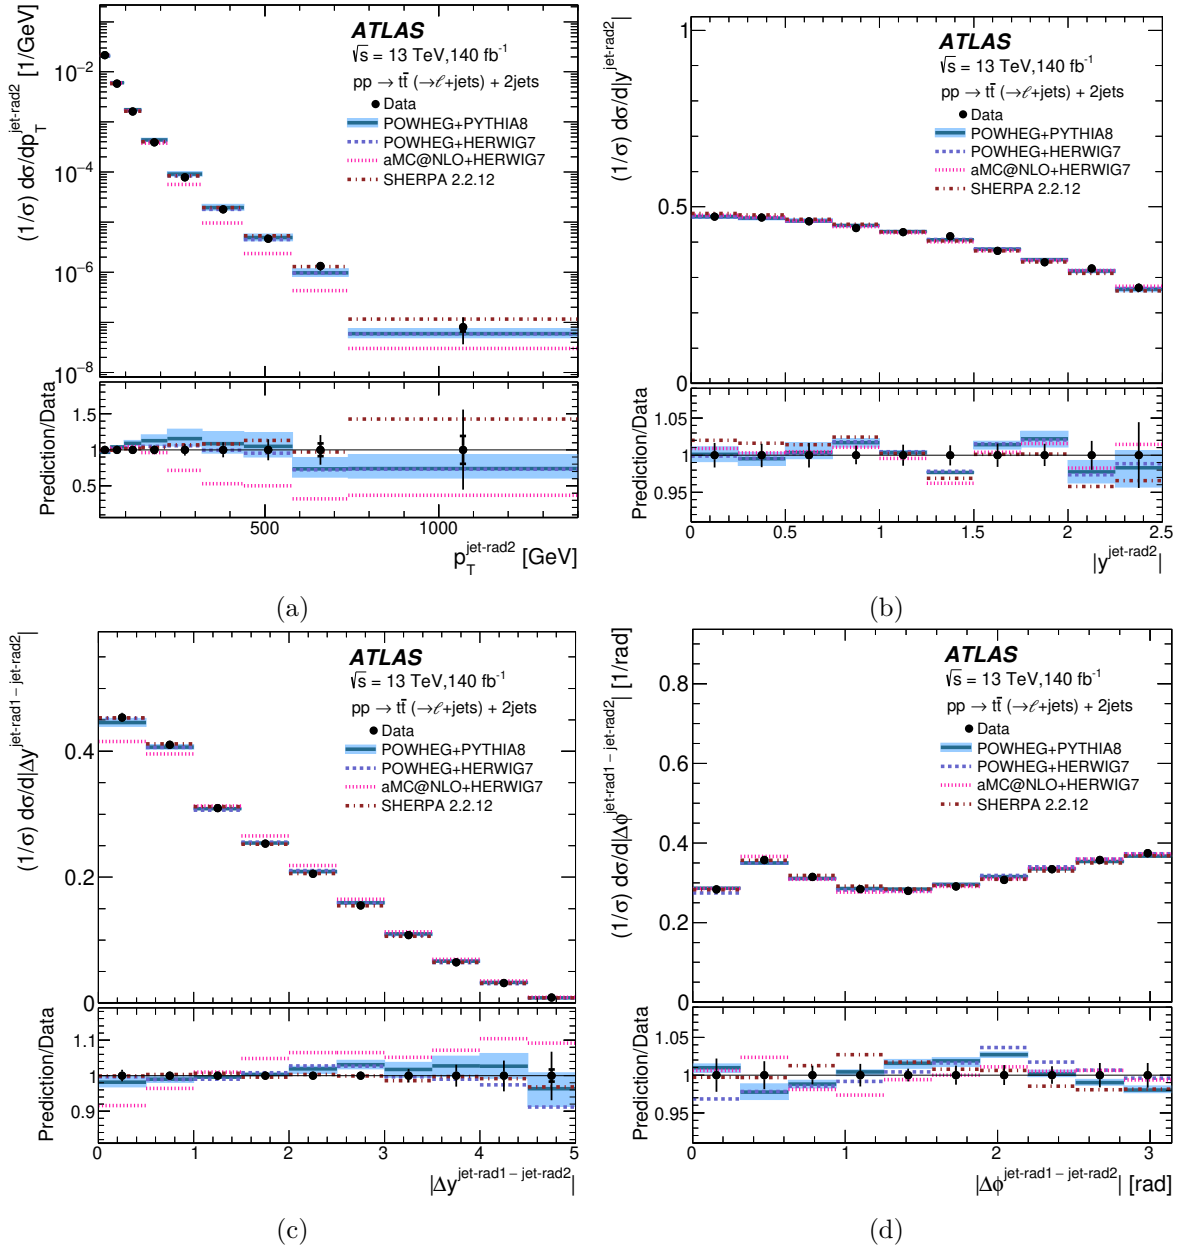 ATLAS
√s = 13 TeV,140 fb⁻¹
pp → tt̄ (→ℓ+jets) + 2jets
Data
POWHEG+PYTHIA8
POWHEG+HERWIG7
aMC@NLO+HERWIG7
SHERPA 2.2.12
(1/σ) dσ/dp_T^jet-rad2 [1/GeV]
10⁻²
10⁻⁴
10⁻⁶
10⁻⁸
Prediction/Data
1.5
1
0.5
500 1000
p_T^jet-rad2 [GeV]
(a)
ATLAS
√s = 13 TeV,140 fb⁻¹
pp → tt̄ (→ℓ+jets) + 2jets
Data
POWHEG+PYTHIA8
POWHEG+HERWIG7
aMC@NLO+HERWIG7
SHERPA 2.2.12
(1/σ) dσ/d|y^jet-rad2|
1
0.5
0
Prediction/Data
1.05
1
0.95
0 0.5 1 1.5 2 2.5
|y^jet-rad2|
(b)
ATLAS
√s = 13 TeV,140 fb⁻¹
pp → tt̄ (→ℓ+jets) + 2jets
Data
POWHEG+PYTHIA8
POWHEG+HERWIG7
aMC@NLO+HERWIG7
SHERPA 2.2.12
(1/σ) dσ/d|Δy^jet-rad1 – jet-rad2|
0.4
0.2
0
Prediction/Data
1.1
1
0.9
0 1 2 3 4 5
|Δy^jet-rad1 – jet-rad2|
(c)
ATLAS
√s = 13 TeV,140 fb⁻¹
pp → tt̄ (→ℓ+jets) + 2jets
Data
POWHEG+PYTHIA8
POWHEG+HERWIG7
aMC@NLO+HERWIG7
SHERPA 2.2.12
(1/σ) dσ/d|Δϕ^jet-rad1 – jet-rad2| [1/rad]
0.8
0.6
0.4
0.2
0
Prediction/Data
1.05
1
0.95
0 1 2 3
|Δϕ^jet-rad1 – jet-rad2| [rad]
(d)